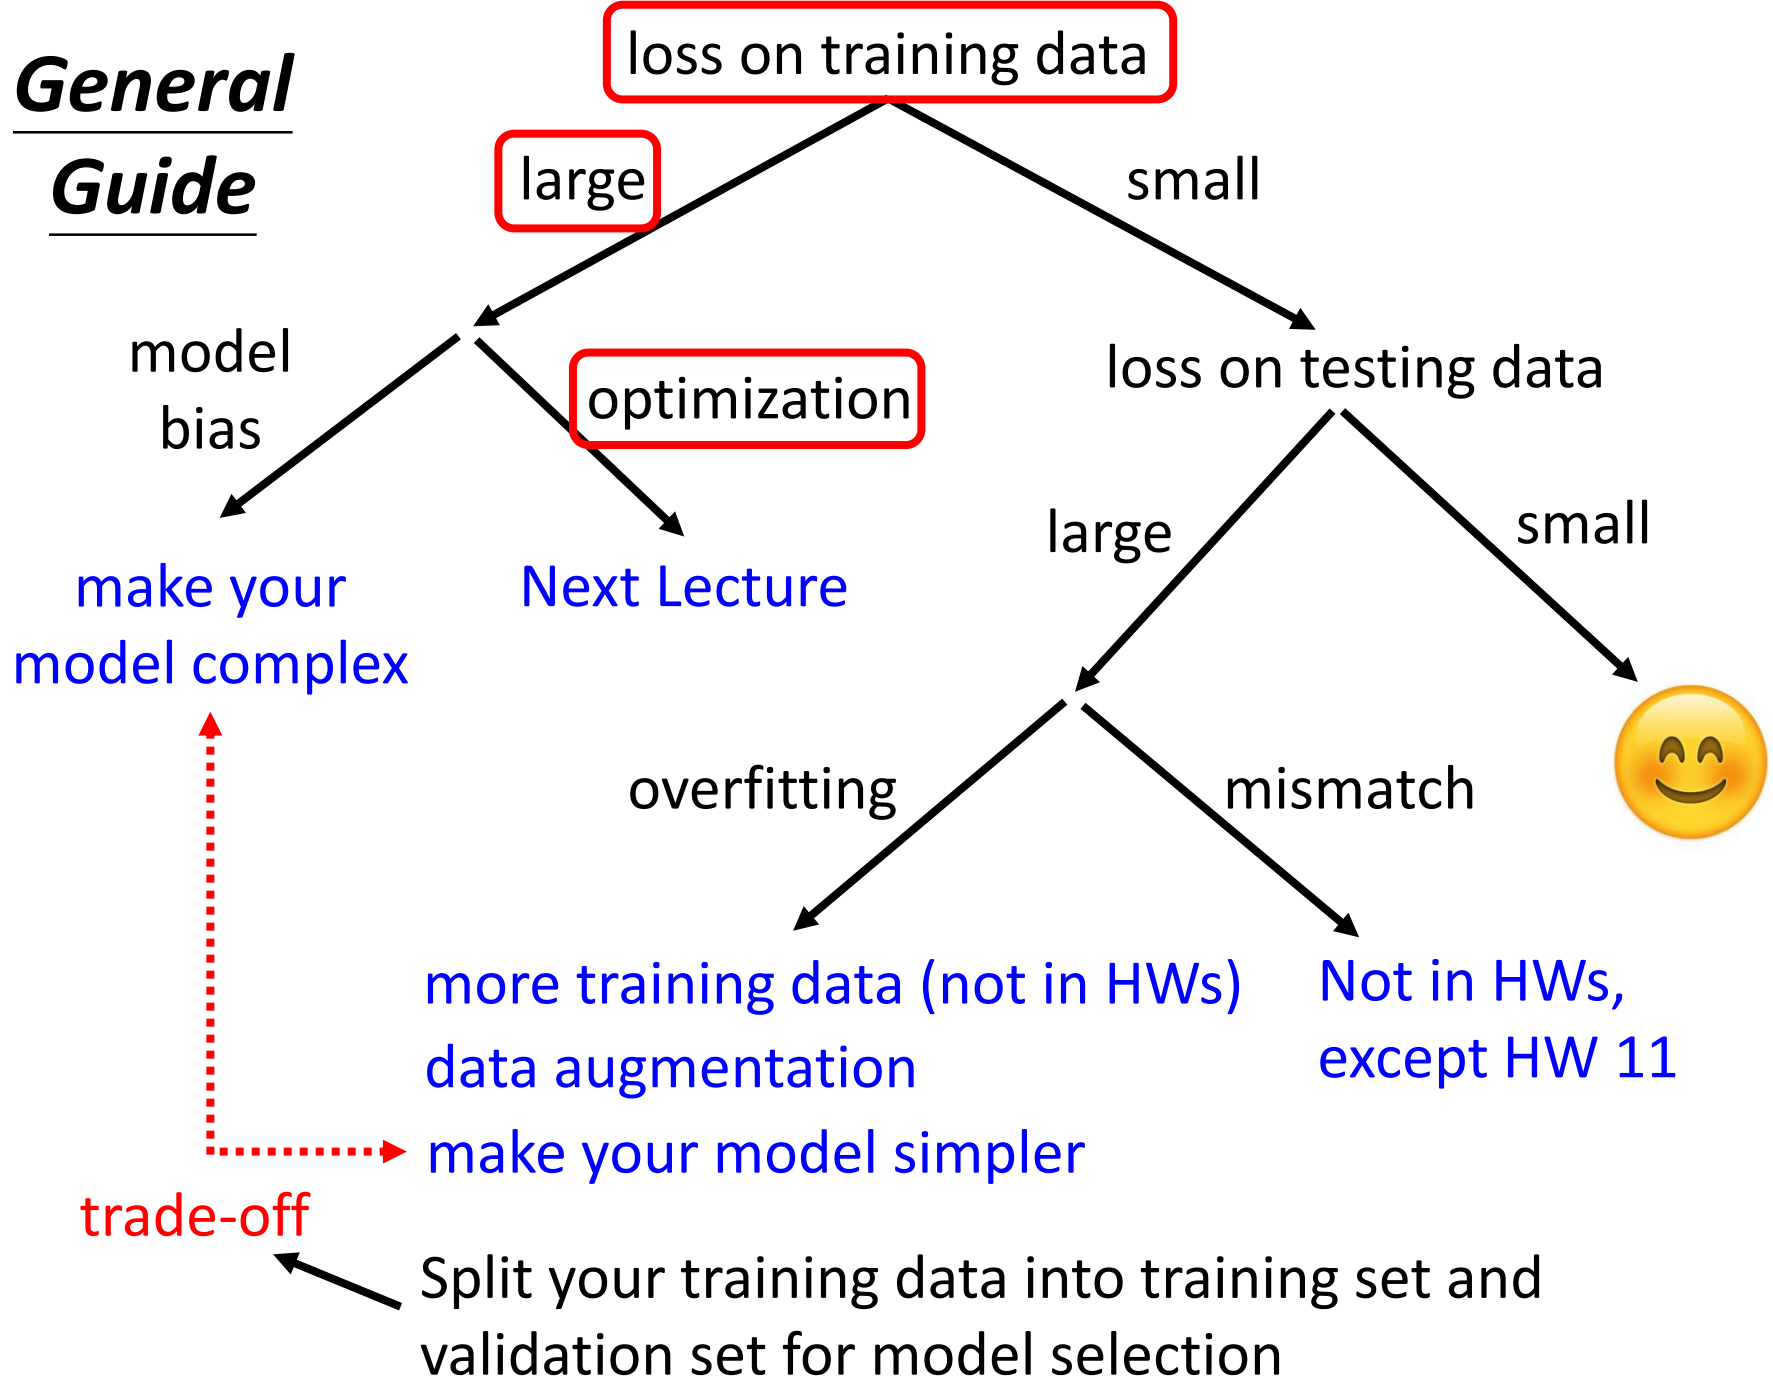 General
Guide
loss on training data
large
small
model
bias
optimization
loss on testing data
make your
model complex
Next Lecture
large
small
overfitting
mismatch
more training data (not in HWs)
data augmentation
make your model simpler
Not in HWs,
except HW 11
trade-off
Split your training data into training set and
validation set for model selection